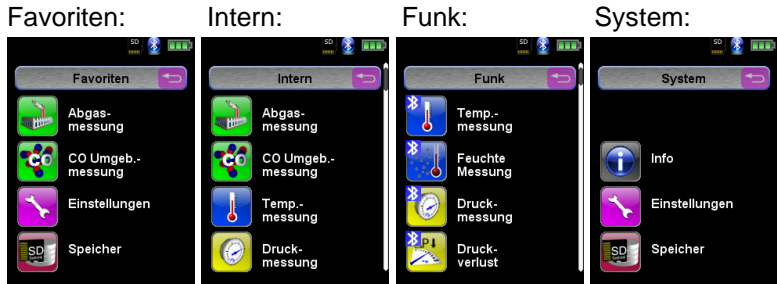 Favoriten:
Intern:
Funk:
System:
SD
Favoriten
Abgas-
messung
CO
CO Umgeb.-
messung
Einstellungen
SD
Speicher
SD
Intern
Abgas-
messung
CO
CO Umgeb.-
messung
Temp.-
messung
Druck-
messung
SD
Funk
Temp.-
messung
Feuchte
Messung
Druck-
messung
P↓
Druck-
verlust
SD
System
i
Info
Einstellungen
SD
Speicher